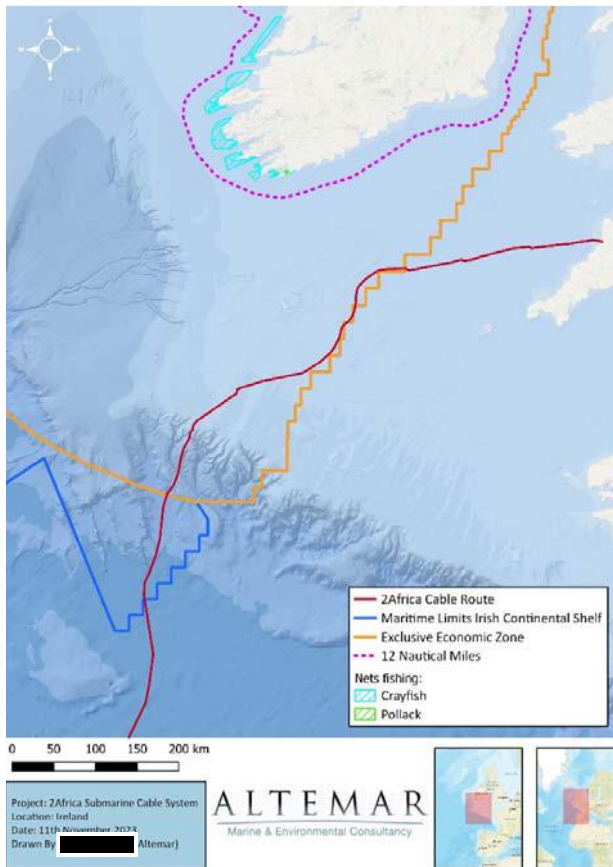 2Africa Cable Route
Maritime Limits Irish Continental Shelf
Exclusive Economic Zone
12 Nautical Miles
Nets fishing:
Crayfish
Pollack
0 50 100 150 200 km
Project: 2Africa Submarine Cable System
Location: Ireland
Date: 11th November 2023
Drawn By Altemar)
ALTEMAR
Marine & Environmental Consultancy